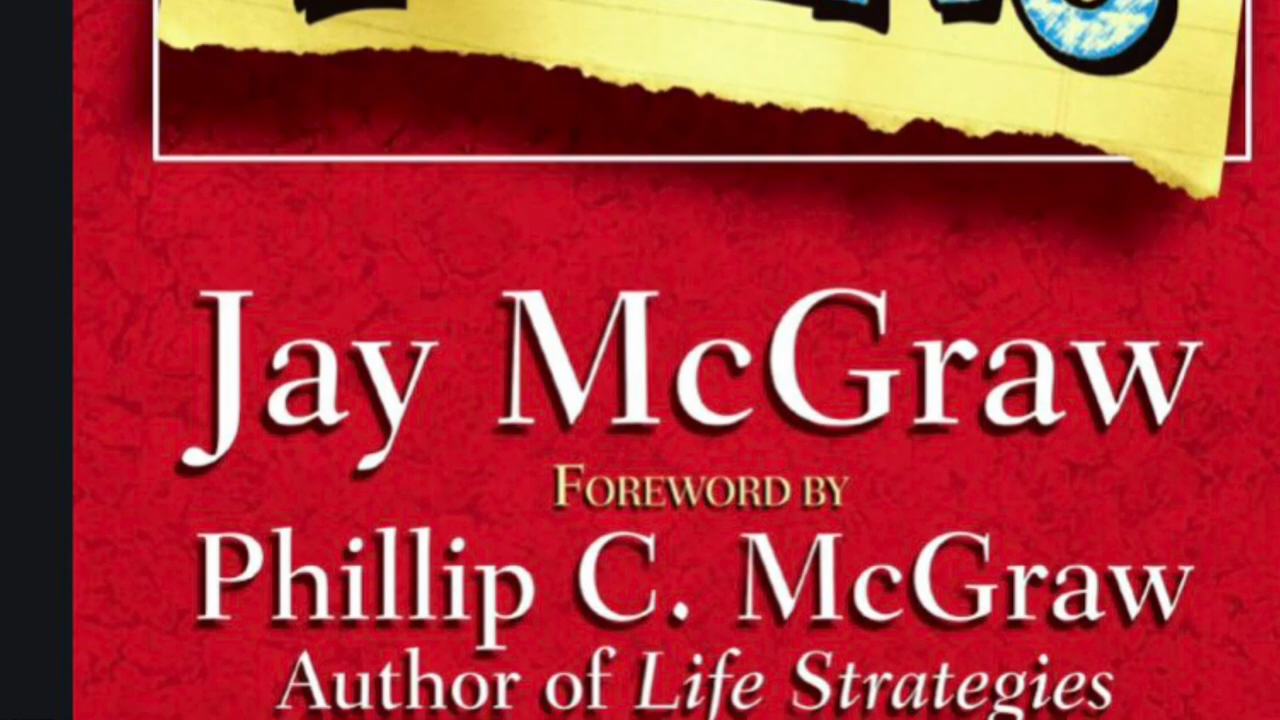 Jay McGraw
FOREWORD BY
Phillip C. McGraw
Author of Life Strategies